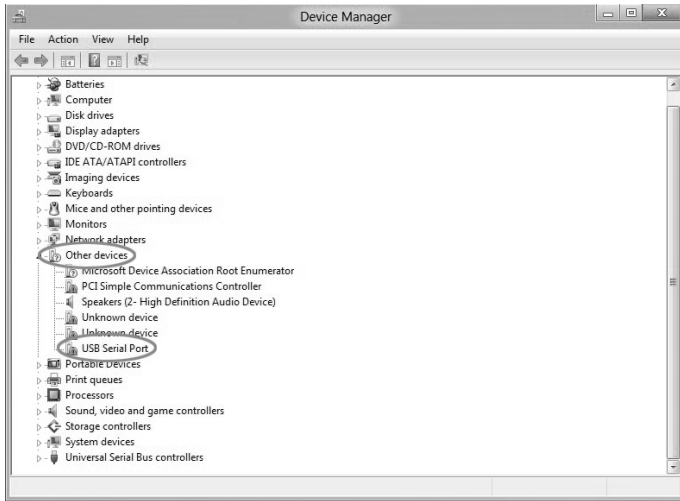 Device Manager
File Action View Help
Batteries
Computer
Disk drives
Display adapters
DVD/CD-ROM drives
IDE ATA/ATAPI controllers
Imaging devices
Keyboards
Mice and other pointing devices
Monitors
Network adapters
Other devices
Microsoft Device Association Root Enumerator
PCI Simple Communications Controller
Speakers (2- High Definition Audio Device)
Unknown device
Unknown device
USB Serial Port
Portable Devices
Print queues
Processors
Sound, video and game controllers
Storage controllers
System devices
Universal Serial Bus controllers